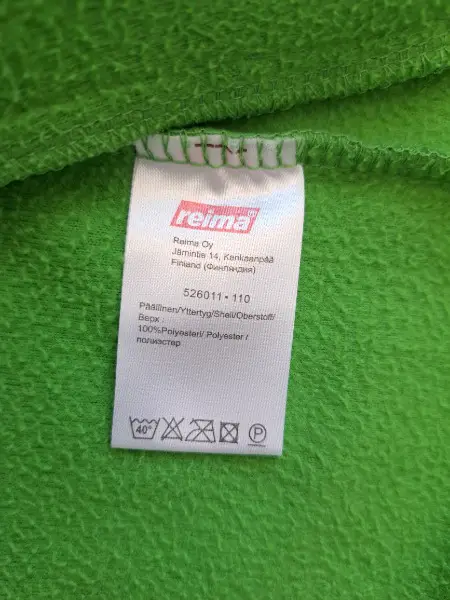 reima
Reima Oy
Jämintie 14, Kankaanpää
Finland (Финляндия)
526011 • 110
Päällinen/Yttertyg/Shell/Oberstoff/
Верх :
100%Polyesteri/ Polyester /
полиэстер
40°
P